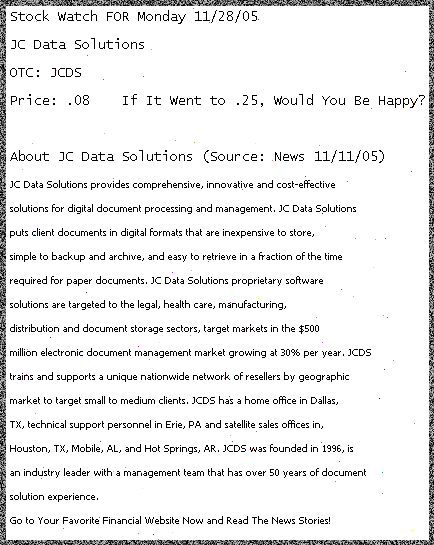 Stock Watch FOR Monday 11/28/05
JC Data Solutions
OTC: JCDS
Price: .08    If It Went to .25, Would You Be Happy?
About JC Data Solutions (Source: News 11/11/05)
JC Data Solutions provides comprehensive, innovative and cost-effective
solutions for digital document processing and management. JC Data Solutions
puts client documents in digital formats that are inexpensive to store,
simple to backup and archive, and easy to retrieve in a fraction of the time
required for paper documents. JC Data Solutions proprietary software
solutions are targeted to the legal, health care, manufacturing,
distribution and document storage sectors, target markets in the $500
million electronic document management market growing at 30% per year. JCDS
trains and supports a unique nationwide network of resellers by geographic
market to target small to medium clients. JCDS has a home office in Dallas,
TX, technical support personnel in Erie, PA and satellite sales offices in,
Houston, TX, Mobile, AL, and Hot Springs, AR. JCDS was founded in 1996, is
an industry leader with a management team that has over 50 years of document
solution experience.
Go to Your Favorite Financial Website Now and Read The News Stories!